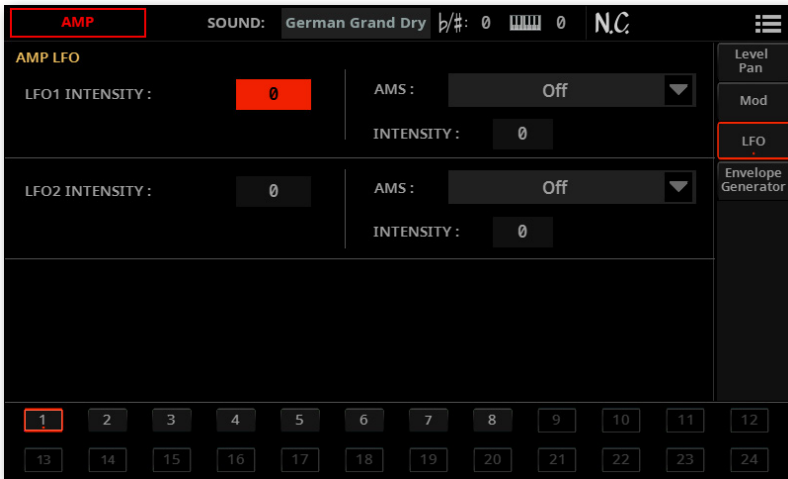 AMP SOUND: German Grand Dry ♭/♯: 0 0 N.C.
AMP LFO
LFO1 INTENSITY : 0 AMS : Off
INTENSITY : 0
LFO2 INTENSITY : 0 AMS : Off
INTENSITY : 0
Level
Pan
Mod
LFO
Envelope
Generator
1 2 3 4 5 6 7 8 9 10 11 12
13 14 15 16 17 18 19 20 21 22 23 24